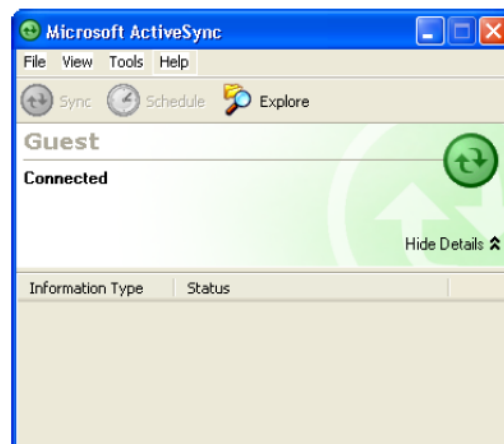 Microsoft ActiveSync
File View Tools Help
Sync Schedule Explore
Guest
Connected
Hide Details
Information Type Status